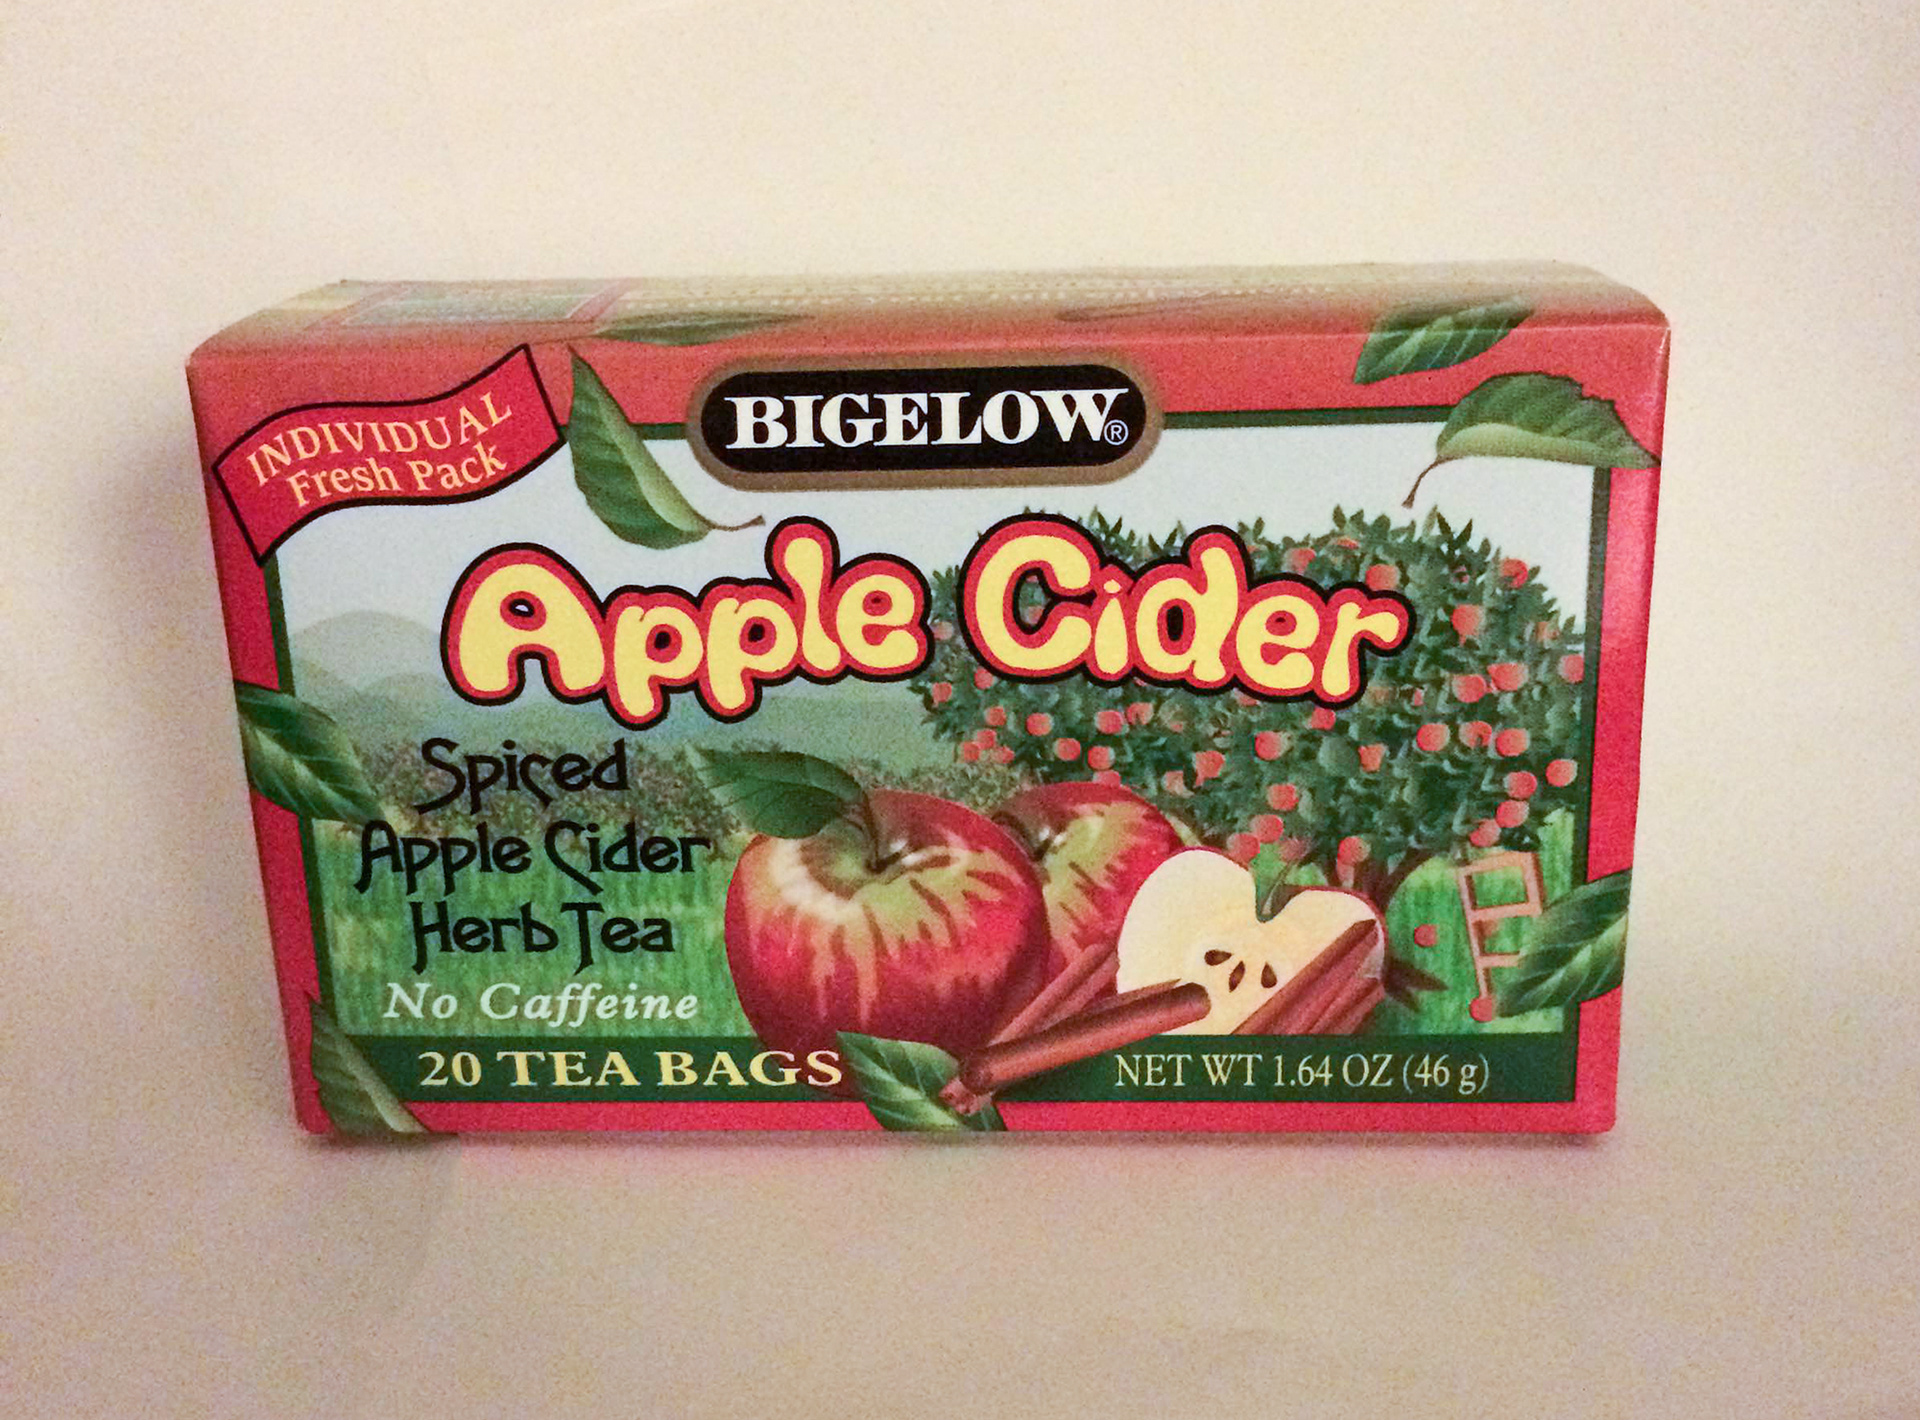 INDIVIDUAL
Fresh Pack
BIGELOW®
Apple Cider
Spiced
Apple Cider
Herb Tea
No Caffeine
20 TEA BAGS
NET WT 1.64 OZ (46 g)